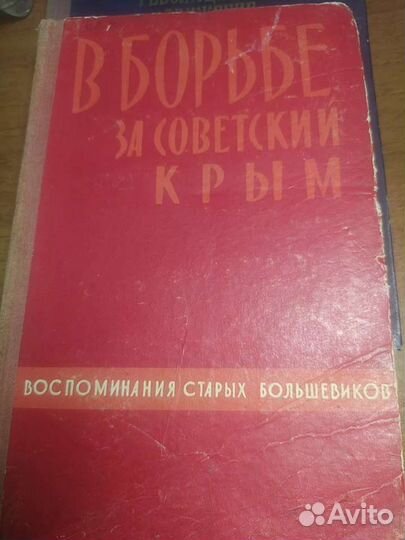 В БОРЬБЕ
ЗА СОВЕТСКИЙ
КРЫМ
ВОСПОМИНАНИЯ СТАРЫХ БОЛЬШЕВИКОВ
Avito